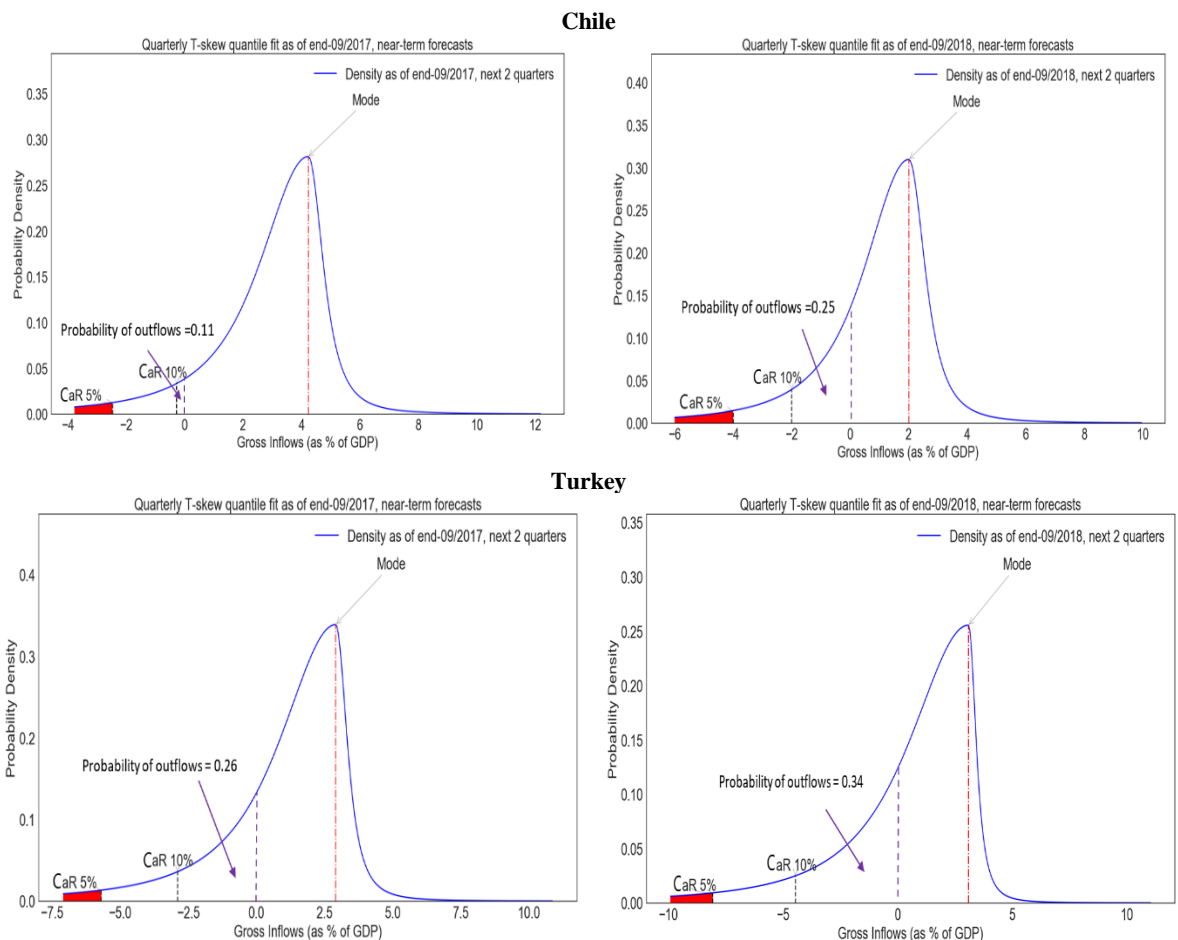 Chile
Quarterly T-skew quantile fit as of end-09/2017, near-term forecasts
Density as of end-09/2017, next 2 quarters
Mode
0.35
0.30
0.25
0.20
0.15
0.10
0.05
0.00
Probability Density
Probability of outflows =0.11
CaR 10%
CaR 5%
−4 −2 0 2 4 6 8 10 12
Gross Inflows (as % of GDP)
Quarterly T-skew quantile fit as of end-09/2018, near-term forecasts
Density as of end-09/2018, next 2 quarters
Mode
0.40
0.35
0.30
0.25
0.20
0.15
0.10
0.05
0.00
Probability Density
Probability of outflows =0.25
CaR 10%
CaR 5%
−6 −4 −2 0 2 4 6 8 10
Gross Inflows (as % of GDP)
Turkey
Quarterly T-skew quantile fit as of end-09/2017, near-term forecasts
Density as of end-09/2017, next 2 quarters
Mode
0.4
0.3
0.2
0.1
0.0
Probability Density
Probability of outflows = 0.26
CaR 10%
CaR 5%
−7.5 −5.0 −2.5 0.0 2.5 5.0 7.5 10.0
Gross Inflows (as % of GDP)
Quarterly T-skew quantile fit as of end-09/2018, near-term forecasts
Density as of end-09/2018, next 2 quarters
Mode
0.35
0.30
0.25
0.20
0.15
0.10
0.05
0.00
Probability Density
Probability of outflows = 0.34
CaR 10%
CaR 5%
−10 −5 0 5 10
Gross Inflows (as % of GDP)